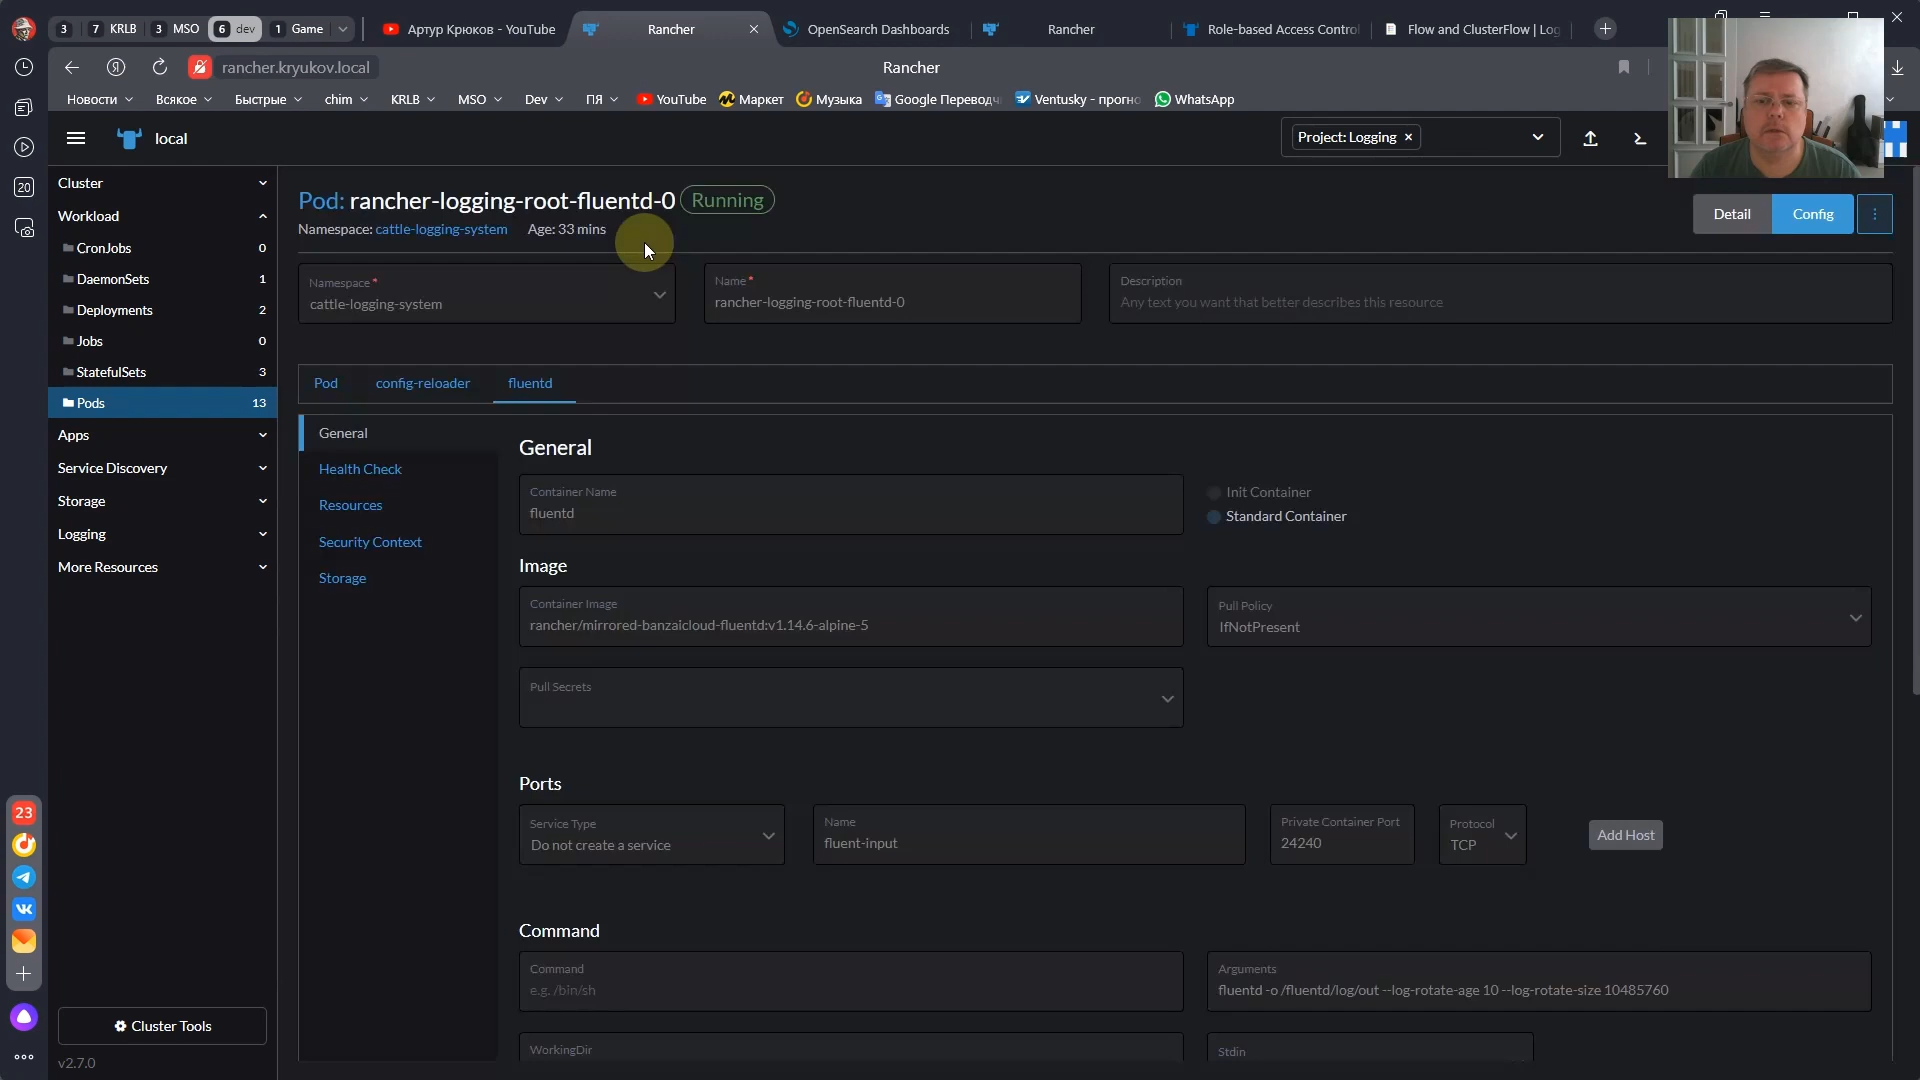 3 7 KRLB 3 MSO 6 dev 1 Game Артур Крюков - YouTube Rancher OpenSearch Dashboards Rancher Role-based Access Control Flow and ClusterFlow | Log
rancher.kryukov.local Rancher
Новости Всякое Быстрые chim KRLB MSO Dev ПЯ YouTube Маркет Музыка Google Переводч Ventusky - прогно WhatsApp
20
23
local Project: Logging
Cluster
Workload
CronJobs 0
DaemonSets 1
Deployments 2
Jobs 0
StatefulSets 3
Pods 13
Apps
Service Discovery
Storage
Logging
More Resources
Cluster Tools
v2.7.0
Pod: rancher-logging-root-fluentd-0 Running
Namespace: cattle-logging-system Age: 33 mins
Detail Config
Namespace *
cattle-logging-system
Name *
rancher-logging-root-fluentd-0
Description
Any text you want that better describes this resource
Pod config-reloader fluentd
General
Health Check
Resources
Security Context
Storage
General
Container Name
fluentd
Init Container
Standard Container
Image
Container Image
rancher/mirrored-banzaicloud-fluentd:v1.14.6-alpine-5
Pull Policy
IfNotPresent
Pull Secrets
Ports
Service Type
Do not create a service
Name
fluent-input
Private Container Port
24240
Protocol
TCP
Add Host
Command
Command
e.g. /bin/sh
Arguments
fluentd -o /fluentd/log/out --log-rotate-age 10 --log-rotate-size 10485760
WorkingDir
Stdin